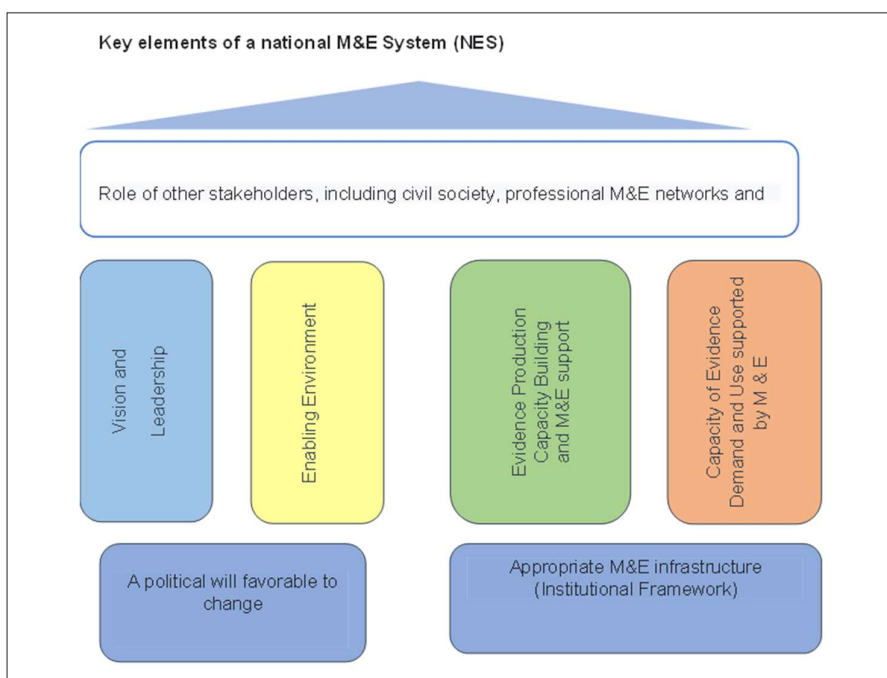 Key elements of a national M&E System (NES)
Role of other stakeholders, including civil society, professional M&E networks and
Vision and
Leadership
Enabling Environment
Evidence Production
Capacity Building
and M&E support
Capacity of Evidence
Demand and Use supported
by M & E
A political will favorable to
change
Appropriate M&E infrastructure
(Institutional Framework)